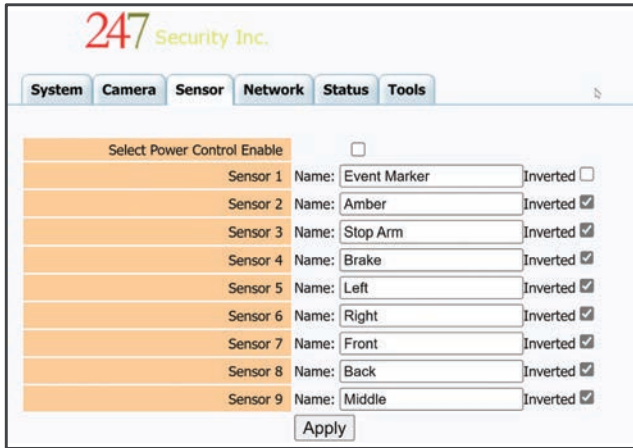 247 Security Inc.
System Camera Sensor Network Status Tools
Select Power Control Enable
Sensor 1 Name: Event Marker Inverted
Sensor 2 Name: Amber Inverted
Sensor 3 Name: Stop Arm Inverted
Sensor 4 Name: Brake Inverted
Sensor 5 Name: Left Inverted
Sensor 6 Name: Right Inverted
Sensor 7 Name: Front Inverted
Sensor 8 Name: Back Inverted
Sensor 9 Name: Middle Inverted
Apply